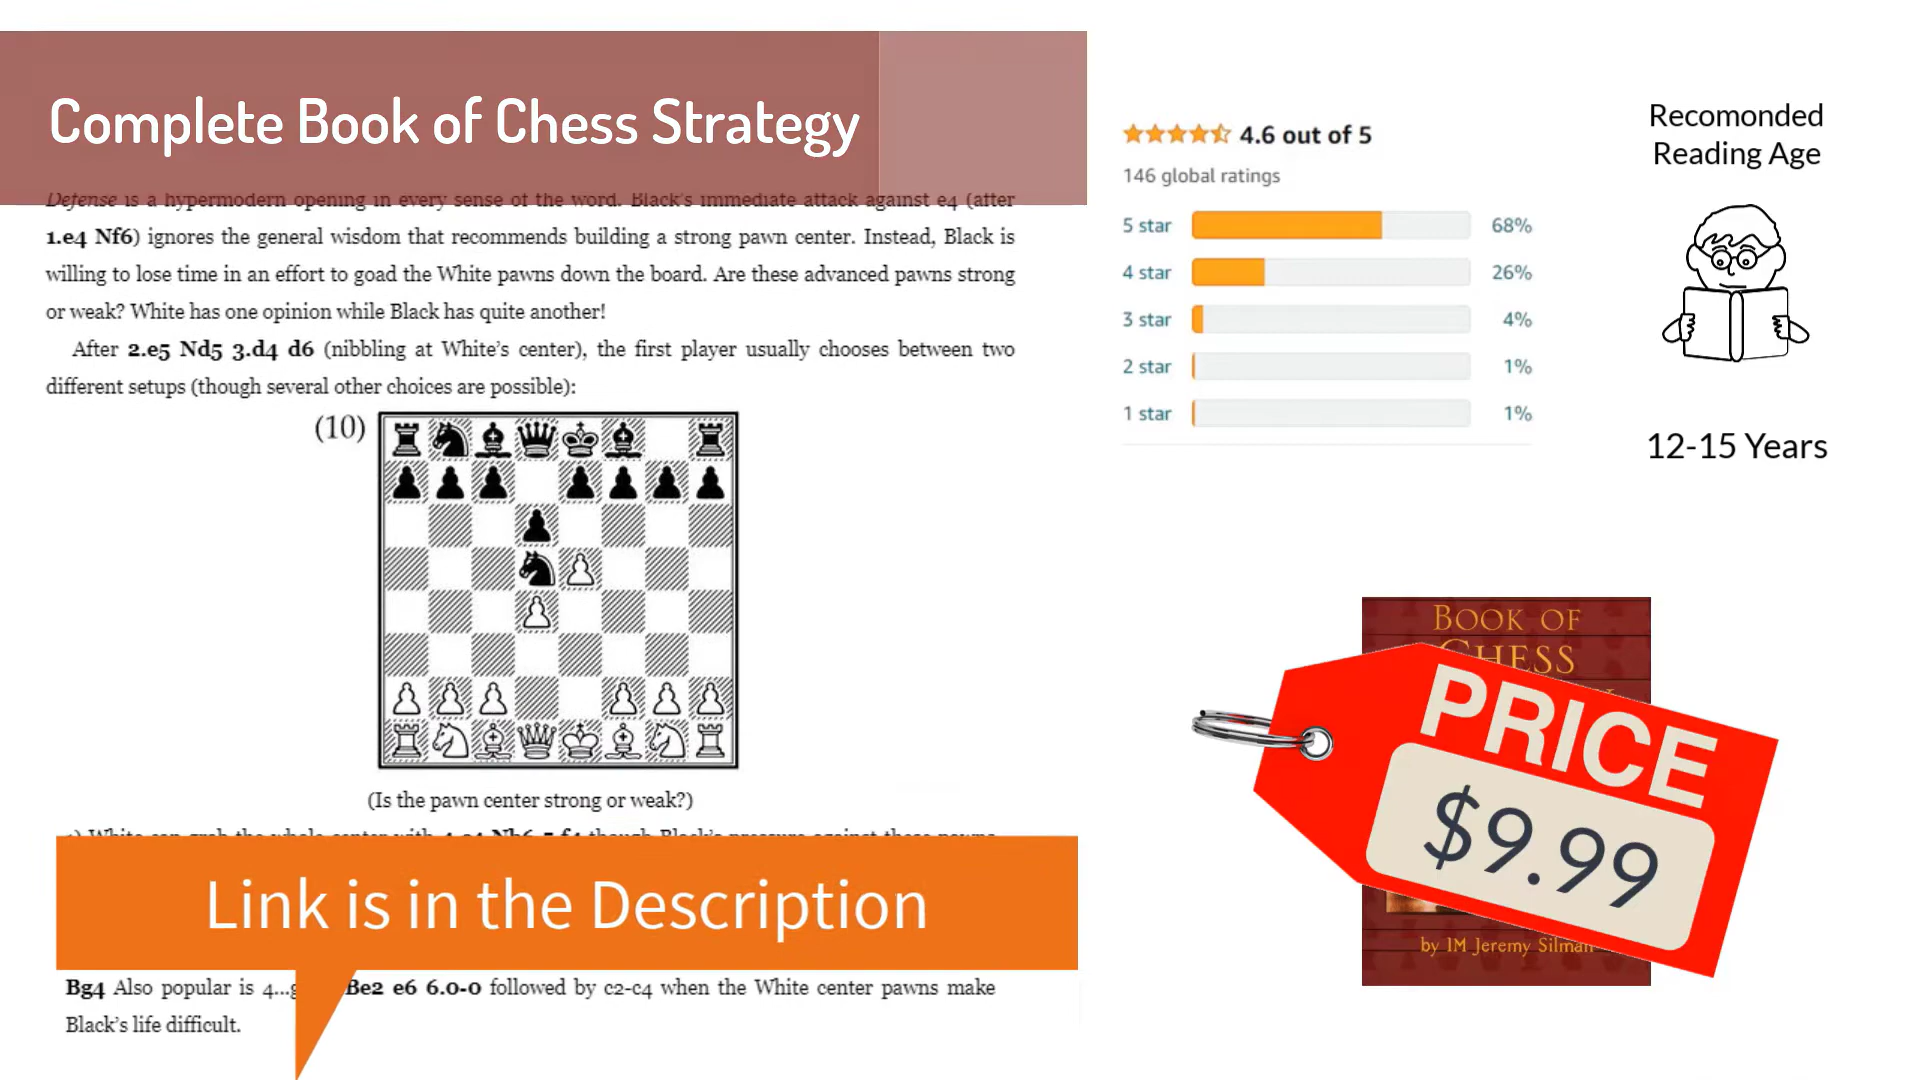 Complete Book of Chess Strategy
Defense is a hypermodern opening in every sense of the word. Black's immediate attack against e4 (after
1.e4 Nf6) ignores the general wisdom that recommends building a strong pawn center. Instead, Black is
willing to lose time in an effort to goad the White pawns down the board. Are these advanced pawns strong
or weak? White has one opinion while Black has quite another!
After 2.e5 Nd5 3.d4 d6 (nibbling at White's center), the first player usually chooses between two
different setups (though several other choices are possible):
(10)
(Is the pawn center strong or weak?)
Link is in the Description
Bg4 Also popular is 4... Be2 e6 6.0-0 followed by c2-c4 when the White center pawns make
Black's life difficult.
4.6 out of 5
146 global ratings
5 star 68%
4 star 26%
3 star 4%
2 star 1%
1 star 1%
Recomonded
Reading Age
12-15 Years
BOOK OF
CHESS
PRICE
$9.99
by IM Jeremy Silman